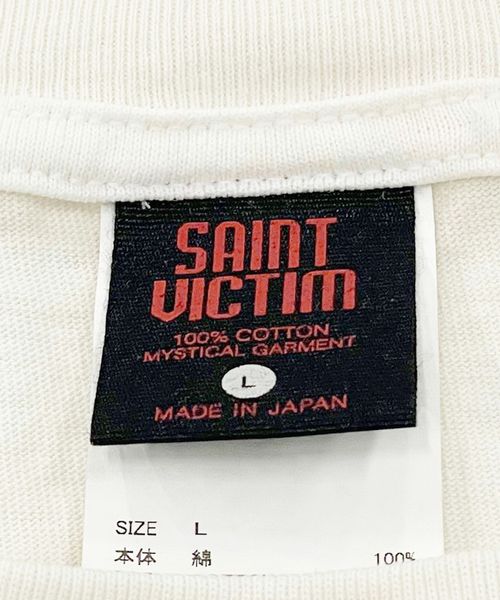 SAINT
VICTIM
100% COTTON
MYSTICAL GARMENT
L
MADE IN JAPAN
SIZE L
本体 綿 100%